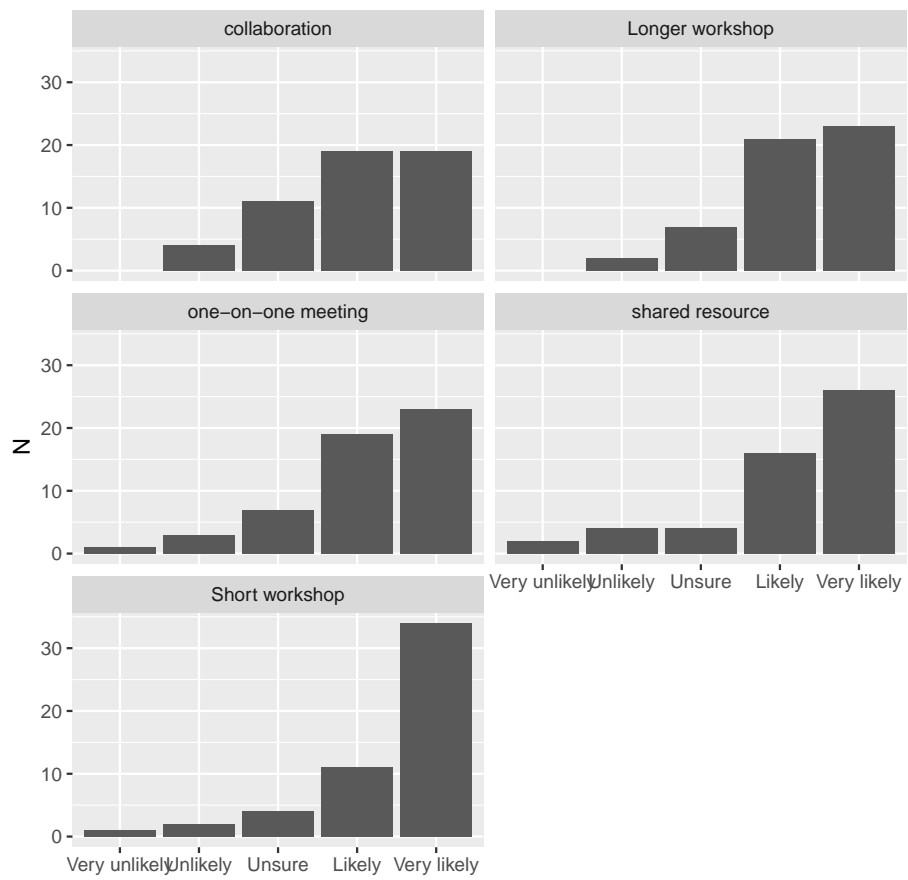 collaboration
Longer workshop
30
20
10
0
one−on−one meeting
shared resource
30
20
10
0
N
Very unlikely Unlikely Unsure Likely Very likely
Short workshop
30
20
10
0
Very unlikely Unlikely Unsure Likely Very likely